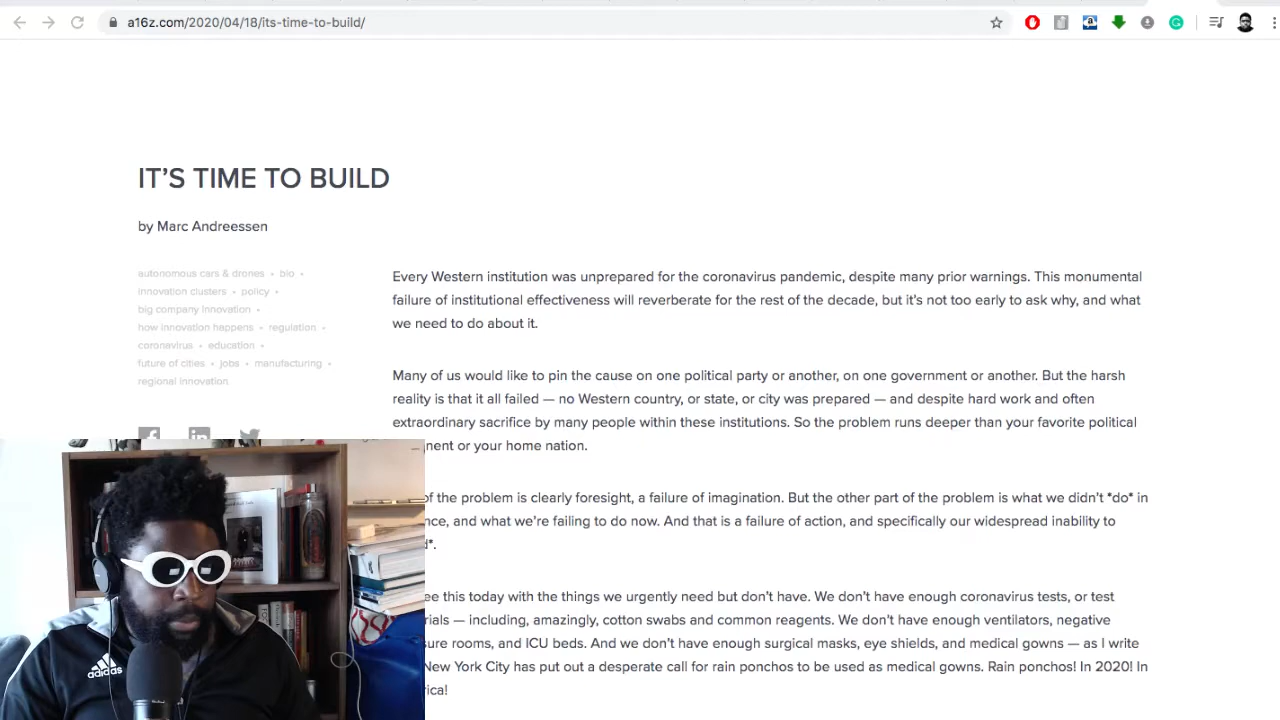 a16z.com/2020/04/18/its-time-to-build/
IT'S TIME TO BUILD
by Marc Andreessen
autonomous cars & drones • bio •
innovation clusters • policy •
big company innovation •
how innovation happens • regulation •
coronavirus • education •
future of cities • jobs • manufacturing •
regional innovation
Every Western institution was unprepared for the coronavirus pandemic, despite many prior warnings. This monumental
failure of institutional effectiveness will reverberate for the rest of the decade, but it's not too early to ask why, and what
we need to do about it.
Many of us would like to pin the cause on one political party or another, on one government or another. But the harsh
reality is that it all failed — no Western country, or state, or city was prepared — and despite hard work and often
extraordinary sacrifice by many people within these institutions. So the problem runs deeper than your favorite political
nent or your home nation.
of the problem is clearly foresight, a failure of imagination. But the other part of the problem is what we didn't *do* in
nce, and what we're failing to do now. And that is a failure of action, and specifically our widespread inability to
d*.
ee this today with the things we urgently need but don't have. We don't have enough coronavirus tests, or test
rials — including, amazingly, cotton swabs and common reagents. We don't have enough ventilators, negative
sure rooms, and ICU beds. And we don't have enough surgical masks, eye shields, and medical gowns — as I write
New York City has put out a desperate call for rain ponchos to be used as medical gowns. Rain ponchos! In 2020! In
rica!
adidas